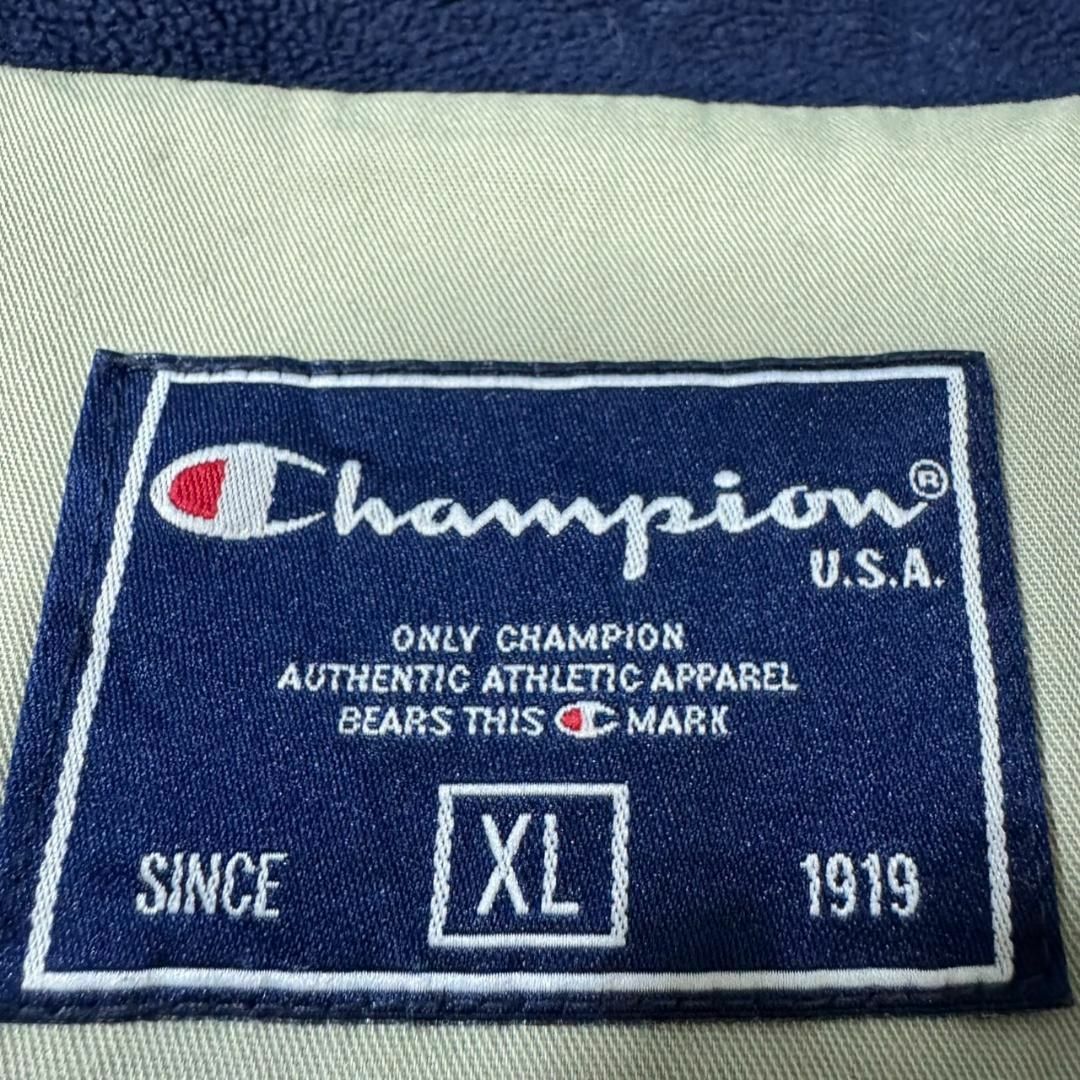 Champion®
U.S.A.
ONLY CHAMPION
AUTHENTIC ATHLETIC APPAREL
BEARS THIS C MARK
SINCE XL 1919